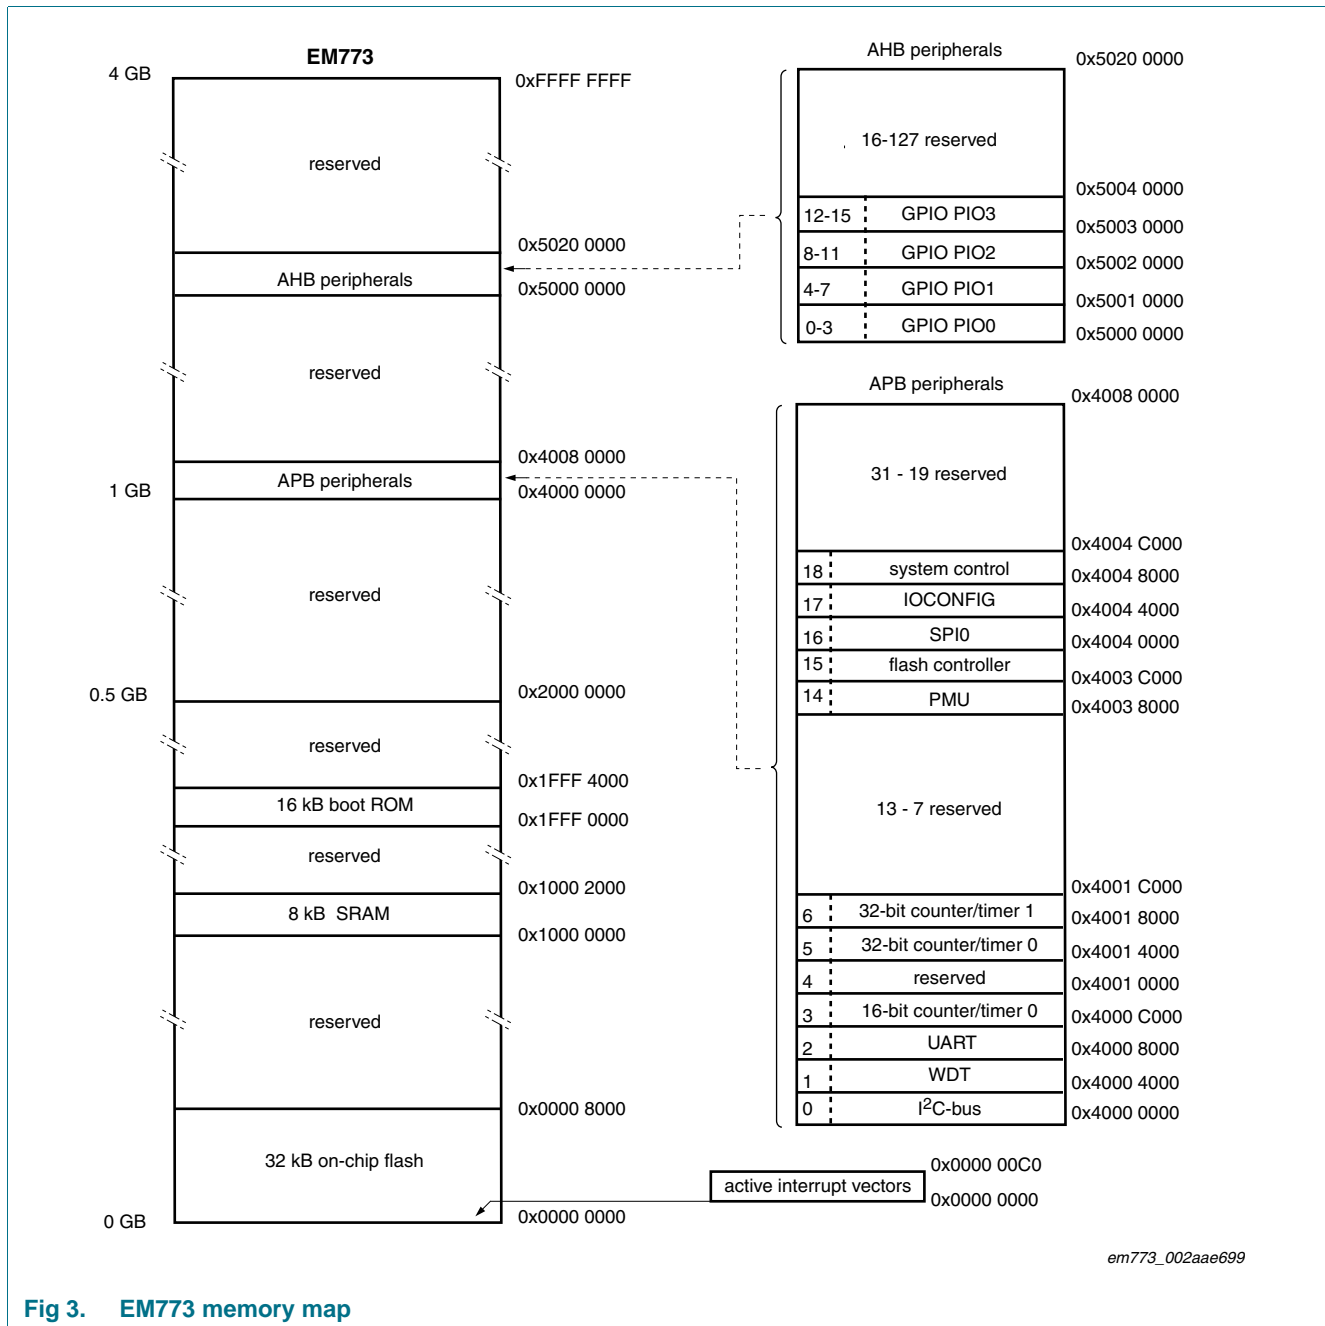 EM773
4 GB
0xFFFF FFFF
reserved
0x5020 0000
AHB peripherals
0x5000 0000
reserved
0x4008 0000
APB peripherals
1 GB
0x4000 0000
reserved
0.5 GB
0x2000 0000
reserved
0x1FFF 4000
16 kB boot ROM
0x1FFF 0000
reserved
0x1000 2000
8 kB SRAM
0x1000 0000
reserved
0x0000 8000
32 kB on-chip flash
0 GB
0x0000 0000
AHB peripherals
0x5020 0000
16-127 reserved
0x5004 0000
12-15 GPIO PIO3
0x5003 0000
8-11 GPIO PIO2
0x5002 0000
4-7 GPIO PIO1
0x5001 0000
0-3 GPIO PIO0
0x5000 0000
APB peripherals
0x4008 0000
31 - 19 reserved
0x4004 C000
18 system control
0x4004 8000
17 IOCONFIG
0x4004 4000
16 SPI0
0x4004 0000
15 flash controller
0x4003 C000
14 PMU
0x4003 8000
13 - 7 reserved
0x4001 C000
6 32-bit counter/timer 1
0x4001 8000
5 32-bit counter/timer 0
0x4001 4000
4 reserved
0x4001 0000
3 16-bit counter/timer 0
0x4000 C000
2 UART
0x4000 8000
1 WDT
0x4000 4000
0 I2C-bus
0x4000 0000
0x0000 00C0
active interrupt vectors
0x0000 0000
em773_002aae699
Fig 3. EM773 memory map